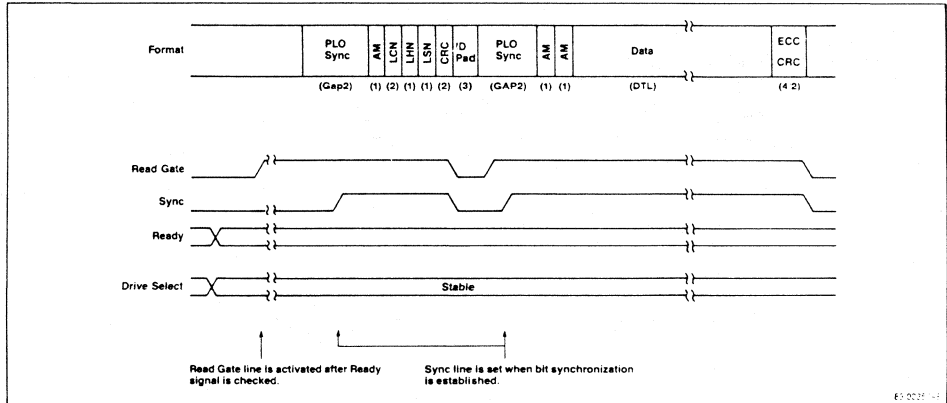 Format
PLO
Sync
AM
LCN
LHN
LSN
CRC
Pad
PLO
Sync
AM
AM
Data
ECC
CRC
(Gap2) (1) (2) (1) (1) (2) (3) (GAP2) (1) (1) (DTL) (4 2)
Read Gate
Sync
Ready
Drive Select
Stable
Read Gate line is activated after Ready
signal is checked.
Sync line is set when bit synchronization
is established.